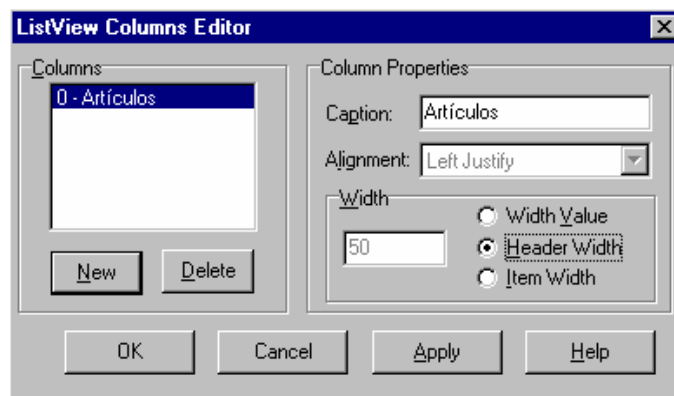 ListView Columns Editor
Columns
0 - Artículos
New
Delete
Column Properties
Caption: Artículos
Alignment: Left Justify
Width
50
Width Value
Header Width
Item Width
OK
Cancel
Apply
Help